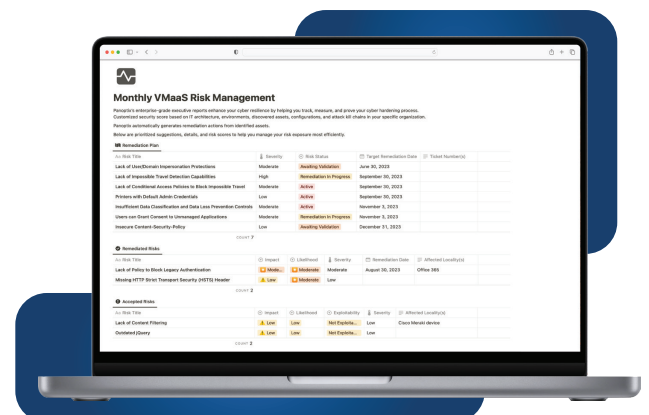 Monthly VMaaS Risk Management
Panoptix's enterprise-grade executive reports enhance your cyber resilience by helping you track, measure, and prove your cyber hardening process.
Customized security score based on IT architecture, environments, discovered assets, configurations, and attack kill chains in your specific organization.
Panoptix automatically generates remediation actions from identified assets.
Below are prioritized suggestions, details, and risk scores to help you manage your risk exposure most efficiently.
Remediation Plan
Aa Risk Title Severity Risk Status Target Remediation Date Ticket Number(s)
Lack of User/Domain Impersonation Protections Moderate Awaiting Validation June 30, 2023
Lack of Impossible Travel Detection Capabilities High Remediation In Progress September 30, 2023
Lack of Conditional Access Policies to Block Impossible Travel Moderate Active September 30, 2023
Printers with Default Admin Credentials Low Active September 30, 2023
Insufficient Data Classification and Data Loss Prevention Controls Moderate Active November 3, 2023
Users can Grant Consent to Unmanaged Applications Moderate Remediation In Progress November 3, 2023
Insecure Content-Security-Policy Low Awaiting Validation December 31, 2023
COUNT 7
Remediated Risks
Aa Risk Title Impact Likelihood Severity Remediation Date Affected Locality(s)
Lack of Policy to Block Legacy Authentication Mode... Moderate Moderate August 30, 2023 Office 365
Missing HTTP Strict Transport Security (HSTS) Header Low Moderate Low
COUNT 2
Accepted Risks
Aa Risk Title Impact Likelihood Exploitability Severity Affected Locality(s)
Lack of Content Filtering Low Low Not Exploita... Low Cisco Meraki device
Outdated jQuery Low Low Not Exploita... Low
COUNT 2